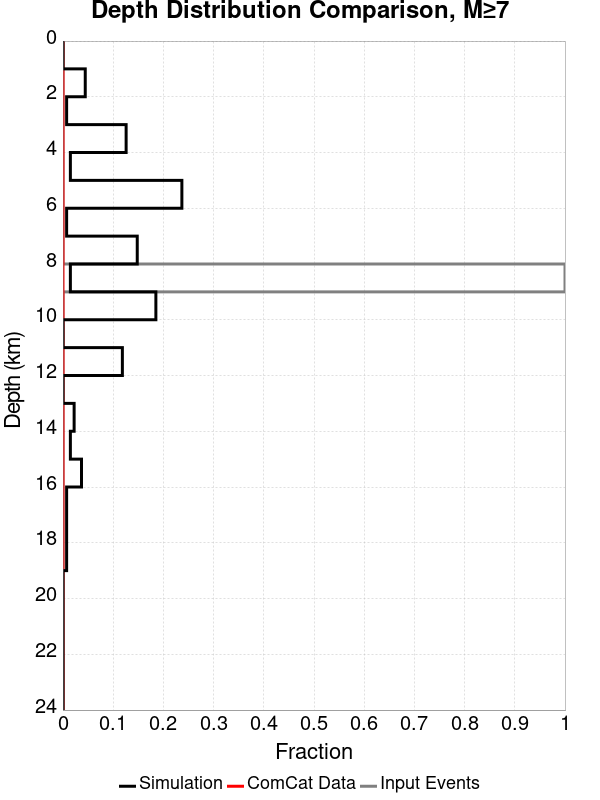 Depth Distribution Comparison, M≥7
0
2
4
6
8
10
12
14
16
18
20
22
24
Depth (km)
0 0.1 0.2 0.3 0.4 0.5 0.6 0.7 0.8 0.9 1
Fraction
Simulation ComCat Data Input Events